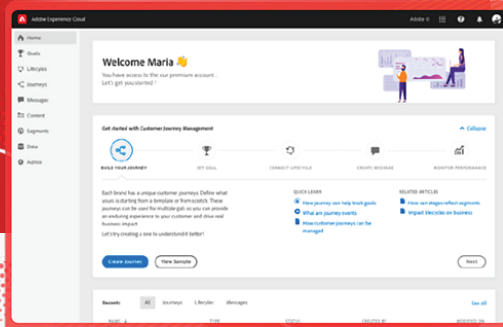 Adobe Experience Cloud
Adobe
Home
Goals
Lifecycles
Journeys
Messages
Content
Segments
Data
Admin
Welcome Maria 👋
You have access to the our premium account.
Let's get you started !
Get started with Customer Journey Management
Collapse
BUILD YOUR JOURNEY
SET GOAL
CONNECT LIFECYCLE
CREATE MESSAGE
MONITOR PERFORMANCE
Each brand has a unique customer journeys. Define what
yours is starting from a template or from scratch. These
journeys can be used for multiple goals so you can provide
an enduring experience to your customer and drive real
business impact.
Let's try creating a one to understand it better!
QUICK LEARN
How journey can help track goals
What are journey events
How customer journeys can be
managed
RELATED ARTICLES
How can stages reflect segments
Impact lifecycles on business
Create Journey
View Sample
Next
Recents
All
Journeys
Lifecycles
Messages
See all
NAME
TYPE
STATUS
CREATED BY
MODIFIED ON